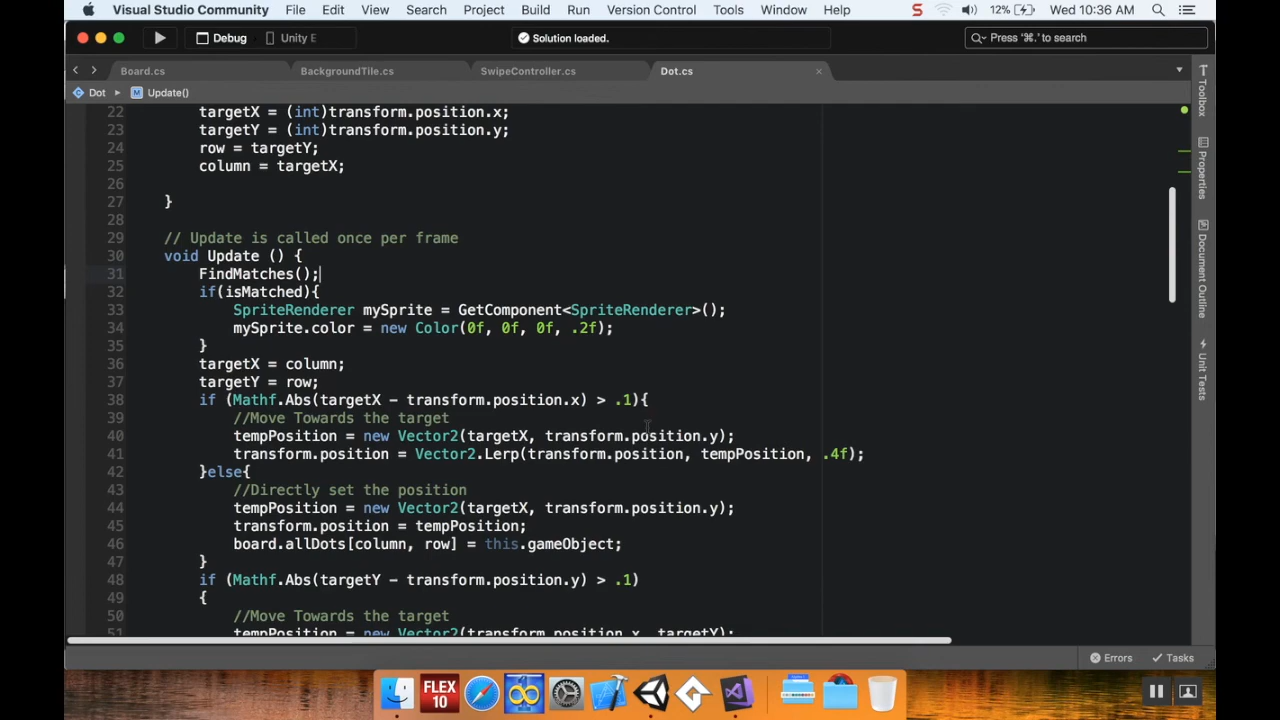 Visual Studio Community File Edit View Search Project Build Run Version Control Tools Window Help S 12% Wed 10:36 AM
Debug Unity E Solution loaded. Press '⌘.' to search
Board.cs BackgroundTile.cs SwipeController.cs Dot.cs
Dot Update()
22 targetX = (int)transform.position.x;
23 targetY = (int)transform.position.y;
24 row = targetY;
25 column = targetX;
26
27 }
28
29 // Update is called once per frame
30 void Update () {
31 FindMatches();
32 if(isMatched){
33 SpriteRenderer mySprite = GetComponent<SpriteRenderer>();
34 mySprite.color = new Color(0f, 0f, 0f, .2f);
35 }
36 targetX = column;
37 targetY = row;
38 if (Mathf.Abs(targetX - transform.position.x) > .1){
39 //Move Towards the target
40 tempPosition = new Vector2(targetX, transform.position.y);
41 transform.position = Vector2.Lerp(transform.position, tempPosition, .4f);
42 }else{
43 //Directly set the position
44 tempPosition = new Vector2(targetX, transform.position.y);
45 transform.position = tempPosition;
46 board.allDots[column, row] = this.gameObject;
47 }
48 if (Mathf.Abs(targetY - transform.position.y) > .1)
49 {
50 //Move Towards the target
51 tempPosition = new Vector2(transform.position.x, targetY);
Toolbox
Properties
Document Outline
Unit Tests
Errors Tasks
FLEX
10